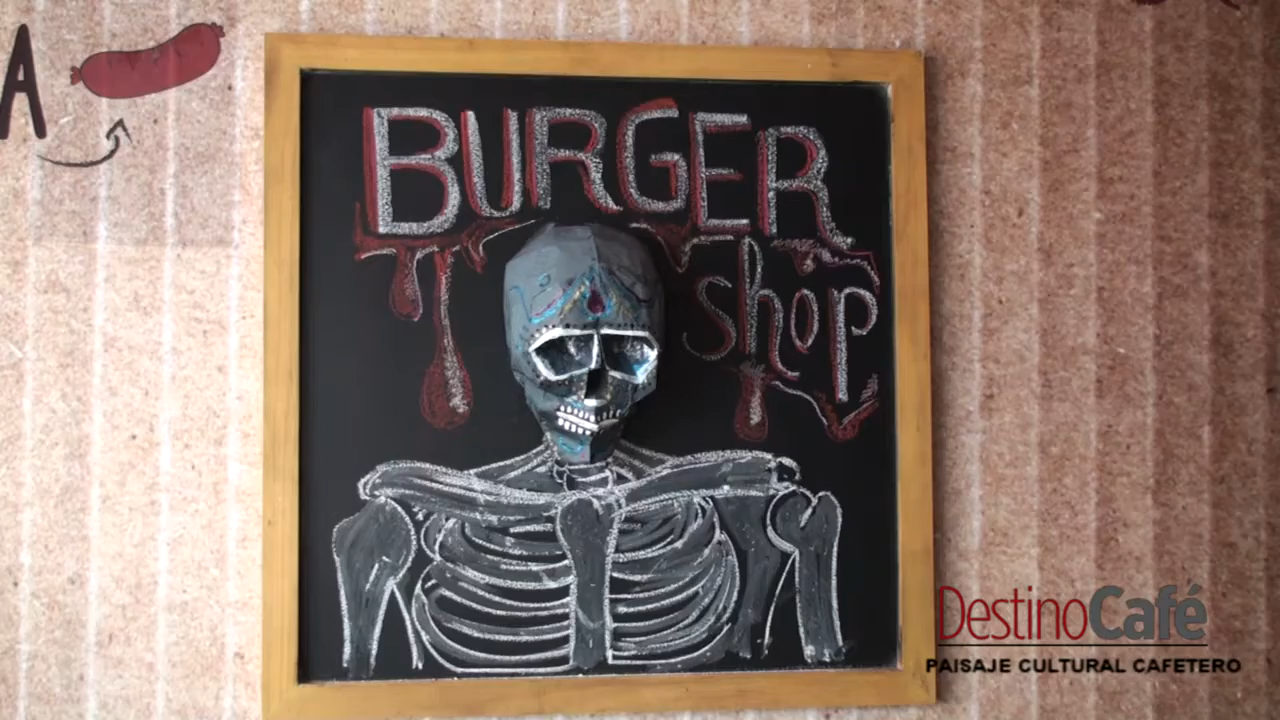 A
BURGER
shop
DestinoCafé
PAISAJE CULTURAL CAFETERO